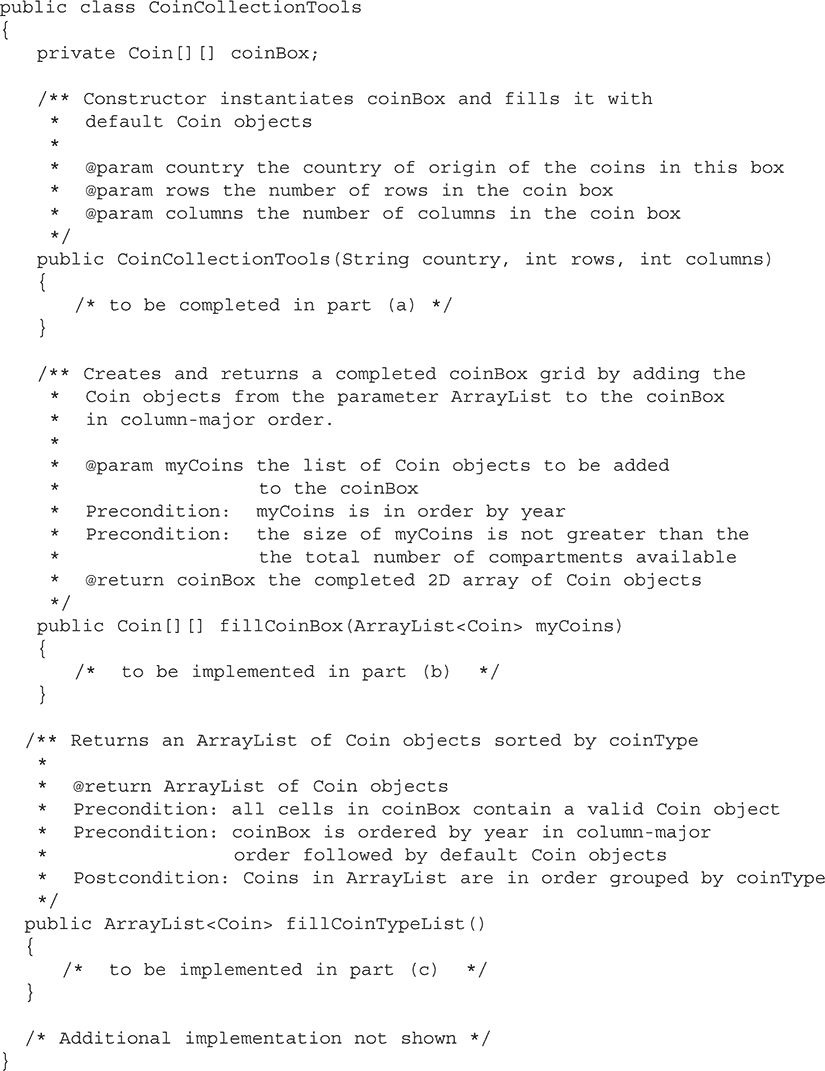 public class CoinCollectionTools
{
   private Coin[][] coinBox;

   /** Constructor instantiates coinBox and fills it with
    *  default Coin objects
    *
    *  @param country the country of origin of the coins in this box
    *  @param rows the number of rows in the coin box
    *  @param columns the number of columns in the coin box
    */
   public CoinCollectionTools(String country, int rows, int columns)
   {
      /* to be completed in part (a) */
   }

   /** Creates and returns a completed coinBox grid by adding the
    *  Coin objects from the parameter ArrayList to the coinBox
    *  in column-major order.
    *
    *  @param myCoins the list of Coin objects to be added
    *                 to the coinBox
    *  Precondition:  myCoins is in order by year
    *  Precondition:  the size of myCoins is not greater than the
    *                 the total number of compartments available
    *  @return coinBox the completed 2D array of Coin objects
    */
   public Coin[][] fillCoinBox(ArrayList<Coin> myCoins)
   {
      /*  to be implemented in part (b)  */
   }

  /** Returns an ArrayList of Coin objects sorted by coinType
   *
   *  @return ArrayList of Coin objects
   *  Precondition: all cells in coinBox contain a valid Coin object
   *  Precondition: coinBox is ordered by year in column-major
   *                order followed by default Coin objects
   *  Postcondition: Coins in ArrayList are in order grouped by coinType
   */
  public ArrayList<Coin> fillCoinTypeList()
  {
     /*  to be implemented in part (c)  */
  }

  /* Additional implementation not shown */
}